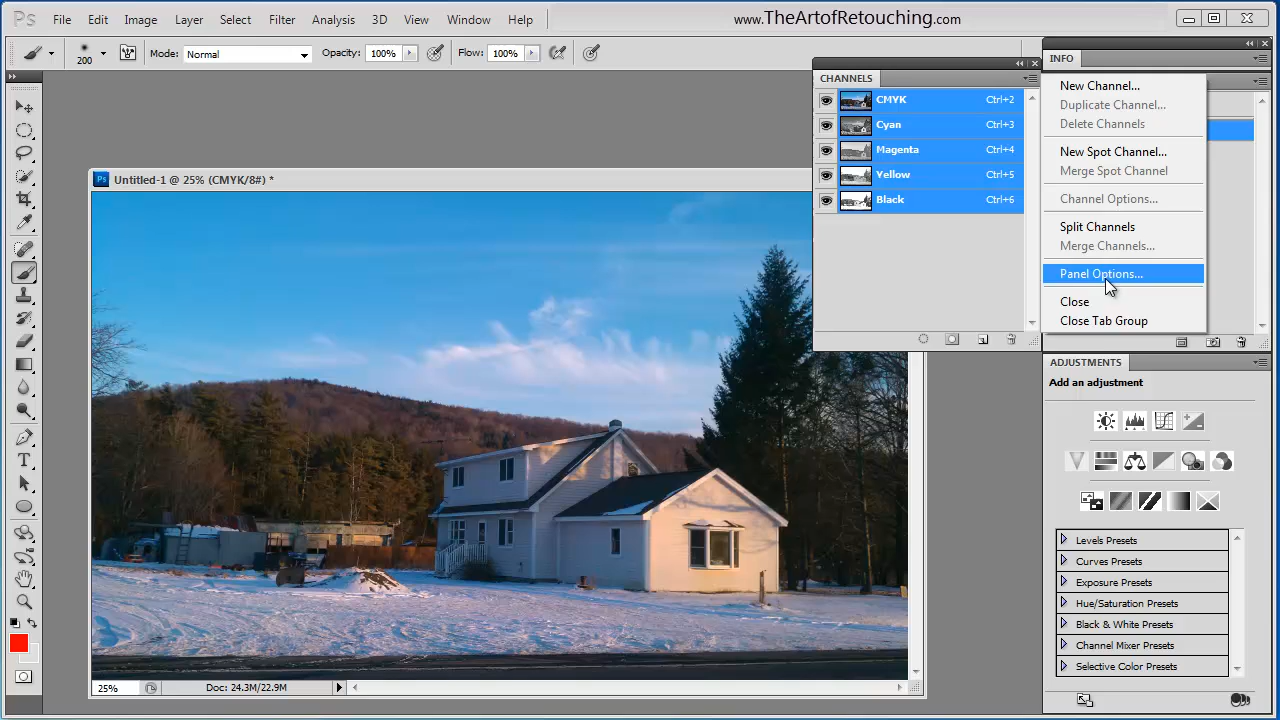 Ps File Edit Image Layer Select Filter Analysis 3D View Window Help www.TheArtofRetouching.com
200 Mode: Normal Opacity: 100% Flow: 100%
INFO
CHANNELS
CMYK Ctrl+2
Cyan Ctrl+3
Magenta Ctrl+4
Yellow Ctrl+5
Black Ctrl+6
New Channel...
Duplicate Channel...
Delete Channels
New Spot Channel...
Merge Spot Channel
Channel Options...
Split Channels
Merge Channels...
Panel Options...
Close
Close Tab Group
Ps Untitled-1 @ 25% (CMYK/8#) *
ADJUSTMENTS
Add an adjustment
Levels Presets
Curves Presets
Exposure Presets
Hue/Saturation Presets
Black & White Presets
Channel Mixer Presets
Selective Color Presets
25% Doc: 24.3M/22.9M